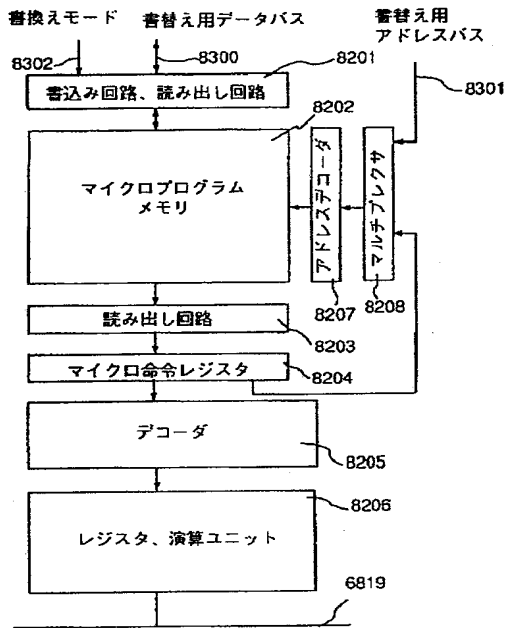 書換えモード
書替え用データバス
書替え用
アドレスバス
8302
8300
8201
8301
書込み回路、読み出し回路
8202
マイクロプログラム
メモリ
アドレスデコーダ
マルチプレクサ
8207
8208
読み出し回路
8203
マイクロ命令レジスタ
8204
デコーダ
8205
8206
レジスタ、演算ユニット
6819